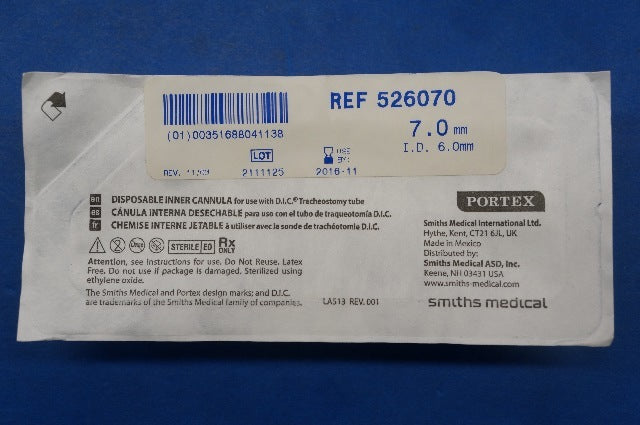 REF 526070
(01)00351688041138
7.0 mm
I.D. 6.0mm
LOT
USE BY:
REV. 11/03 2111125 2016-11
en DISPOSABLE INNER CANNULA for use with D.I.C.® Tracheostomy tube
es CÁNULA INTERNA DESECHABLE para uso con el tubo de traqueotomía D.I.C.
fr CHEMISE INTERNE JETABLE à utiliser avec la sonde de trachéotomie D.I.C.
STERILE EO Rx ONLY
Attention, see Instructions for use. Do Not Reuse. Latex
Free. Do not use if package is damaged. Sterilized using
ethylene oxide.
The Smiths Medical and Portex design marks; and D.I.C.
are trademarks of the Smiths Medical family of companies.
LA513 REV. 001
PORTEX
Smiths Medical International Ltd.
Hythe, Kent, CT21 6JL, UK
Made in Mexico
Distributed by:
Smiths Medical ASD, Inc.
Keene, NH 03431 USA
www.smiths-medical.com
smiths medical